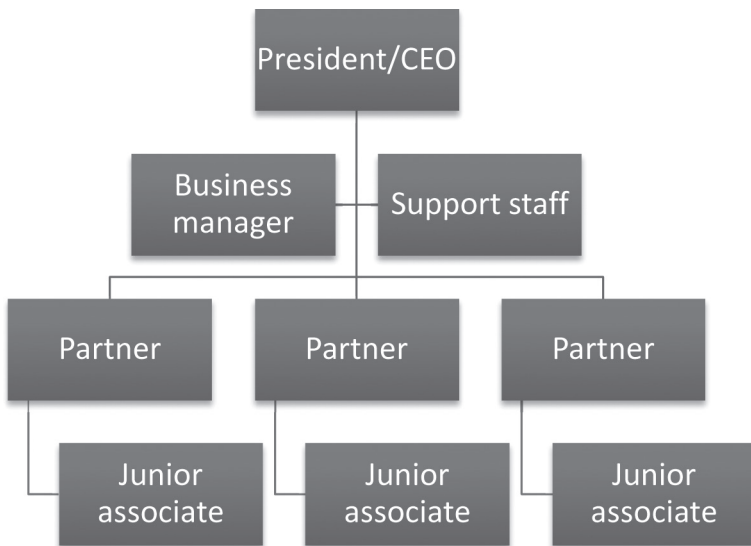 President/CEO
Business
manager
Support staff
Partner
Partner
Partner
Junior
associate
Junior
associate
Junior
associate